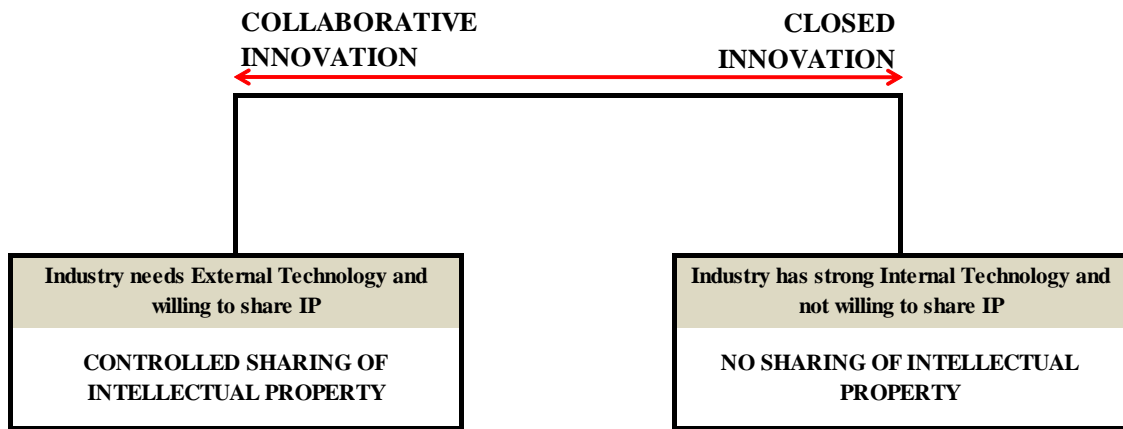 COLLABORATIVE
INNOVATION
CLOSED
INNOVATION
Industry needs External Technology and
willing to share IP
CONTROLLED SHARING OF
INTELLECTUAL PROPERTY
Industry has strong Internal Technology and
not willing to share IP
NO SHARING OF INTELLECTUAL
PROPERTY